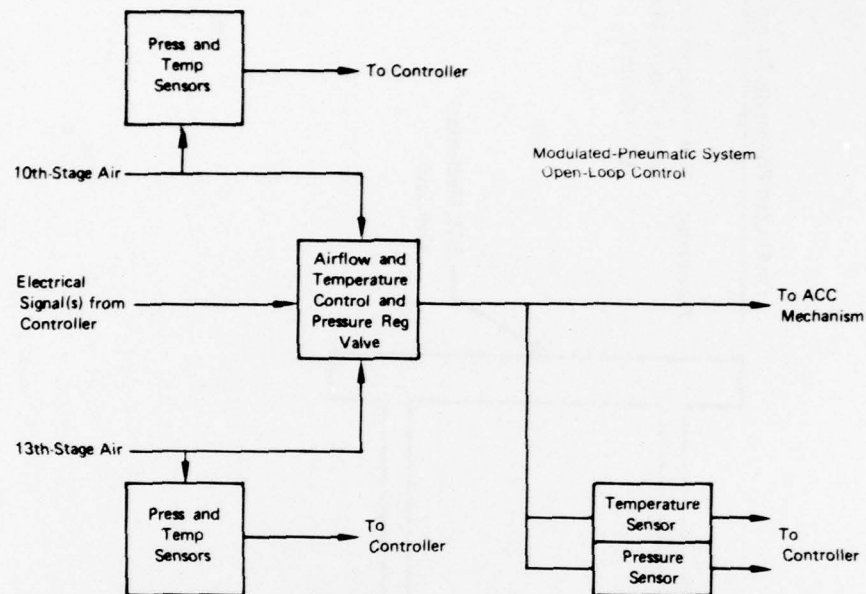 Press and
Temp
Sensors
To Controller
10th-Stage Air
Modulated-Pneumatic System
Open-Loop Control
Electrical
Signal(s) from
Controller
Airflow and
Temperature
Control and
Pressure Reg
Valve
To ACC
Mechanism
13th-Stage Air
Press and
Temp
Sensors
To
Controller
Temperature
Sensor
Pressure
Sensor
To
Controller